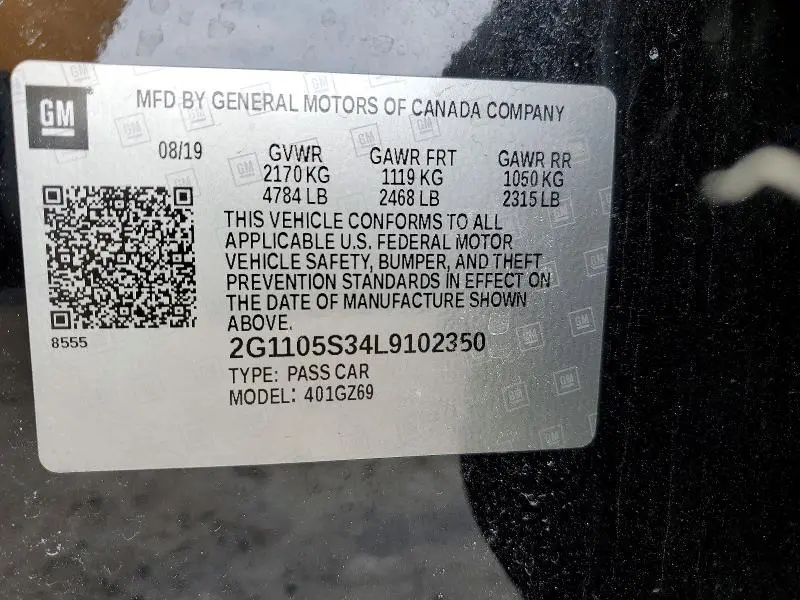 GM
MFD BY GENERAL MOTORS OF CANADA COMPANY
08/19 GVWR GAWR FRT GAWR RR
2170 KG 1119 KG 1050 KG
4784 LB 2468 LB 2315 LB
THIS VEHICLE CONFORMS TO ALL
APPLICABLE U.S. FEDERAL MOTOR
VEHICLE SAFETY, BUMPER, AND THEFT
PREVENTION STANDARDS IN EFFECT ON
THE DATE OF MANUFACTURE SHOWN
ABOVE.
8555
2G1105S34L9102350
TYPE: PASS CAR
MODEL: 401GZ69